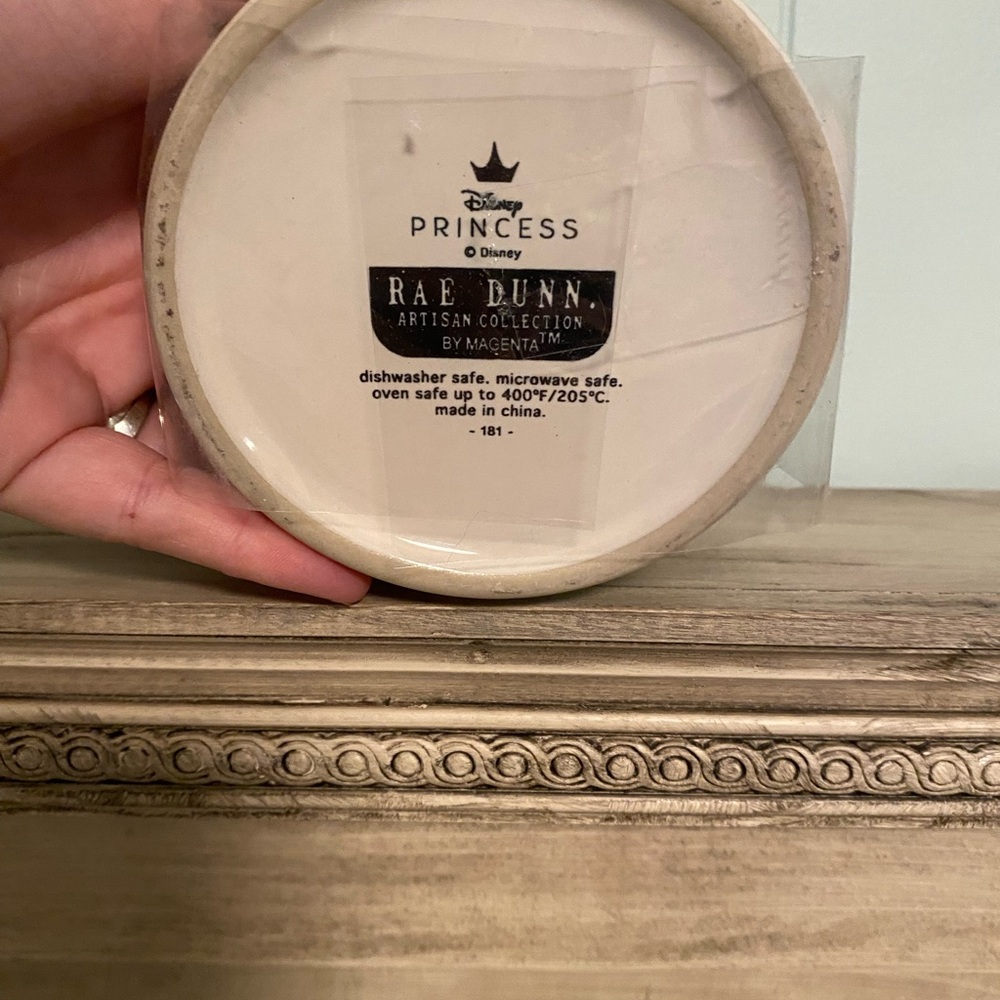 Disney
PRINCESS
© Disney
RAE DUNN.
ARTISAN COLLECTION
BY MAGENTA™
dishwasher safe. microwave safe.
oven safe up to 400°F/205°C.
made in china.
- 181 -